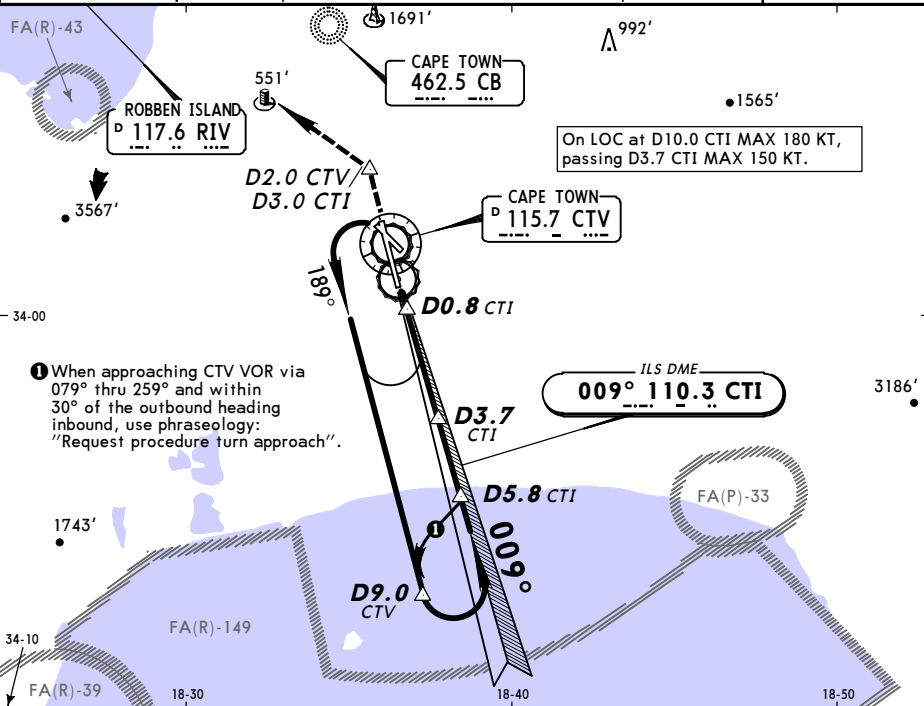 FA(R)-43
1691'
992'
CAPE TOWN
462.5 CB
551'
1565'
ROBBEN ISLAND
D 117.6 RIV
On LOC at D10.0 CTI MAX 180 KT,
passing D3.7 CTI MAX 150 KT.
D2.0 CTV/
D3.0 CTI
3567'
CAPE TOWN
D 115.7 CTV
189°
D0.8 CTI
34-00
❶ When approaching CTV VOR via
079° thru 259° and within
30° of the outbound heading
inbound, use phraseology:
"Request procedure turn approach".
ILS DME
009° 110.3 CTI
3186'
D3.7
CTI
D5.8 CTI
FA(P)-33
1743'
❶
009°
D9.0
CTV
FA(R)-149
34-10
FA(R)-39
18-30
18-40
18-50